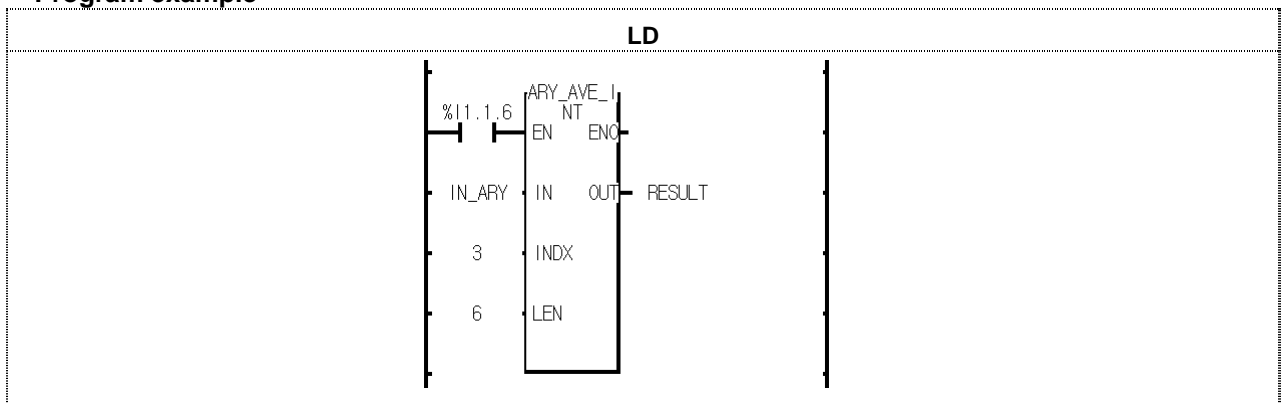 Program example
LD
ARY_AVE_I
%I1.1.6 NT
EN ENO
IN_ARY IN OUT RESULT
3 INDX
6 LEN